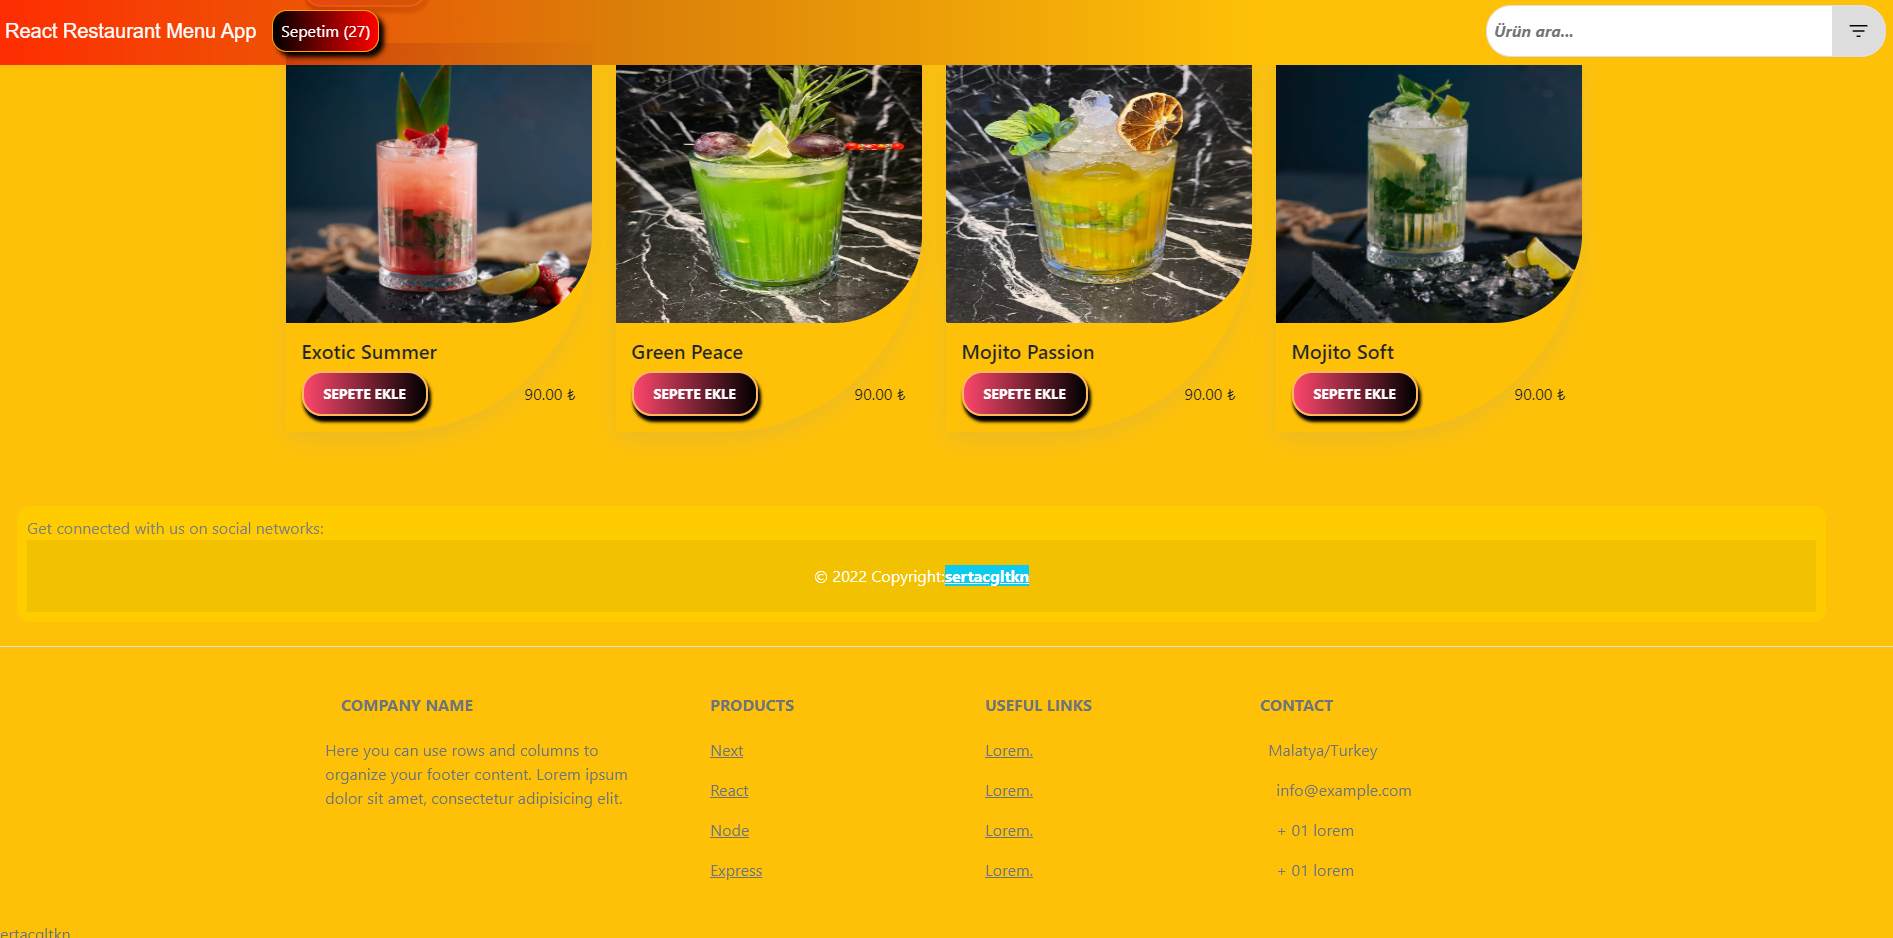 React Restaurant Menu App
Sepetim (27)
Ürün ara...
Exotic Summer
SEPETE EKLE
90.00 ₺
Green Peace
SEPETE EKLE
90.00 ₺
Mojito Passion
SEPETE EKLE
90.00 ₺
Mojito Soft
SEPETE EKLE
90.00 ₺
Get connected with us on social networks:
© 2022 Copyright:sertacgltkn
COMPANY NAME
Here you can use rows and columns to
organize your footer content. Lorem ipsum
dolor sit amet, consectetur adipisicing elit.
PRODUCTS
Next
React
Node
Express
USEFUL LINKS
Lorem.
Lorem.
Lorem.
Lorem.
CONTACT
Malatya/Turkey
info@example.com
+ 01 lorem
+ 01 lorem
ertacgltkn